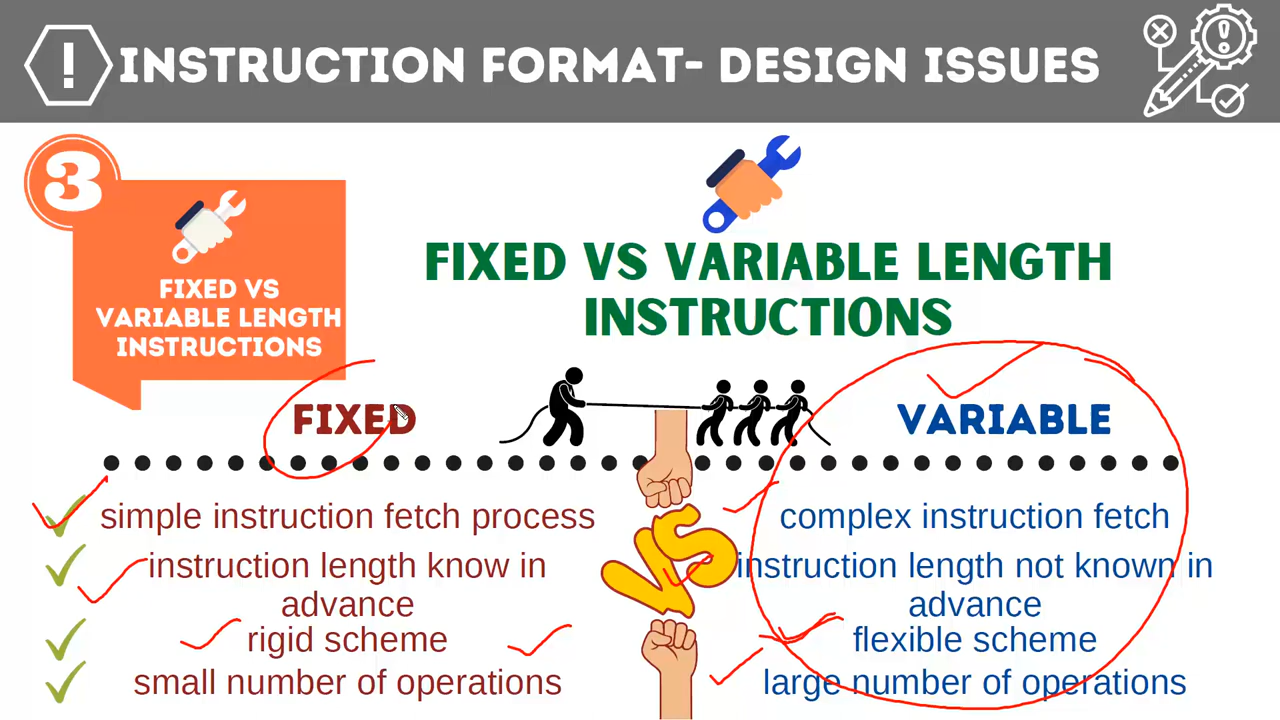 INSTRUCTION FORMAT- DESIGN ISSUES
3
FIXED VS
VARIABLE LENGTH
INSTRUCTIONS
FIXED VS VARIABLE LENGTH
INSTRUCTIONS
FIXED
simple instruction fetch process
instruction length know in
advance
rigid scheme
small number of operations
VS
VARIABLE
complex instruction fetch
instruction length not known in
advance
flexible scheme
large number of operations